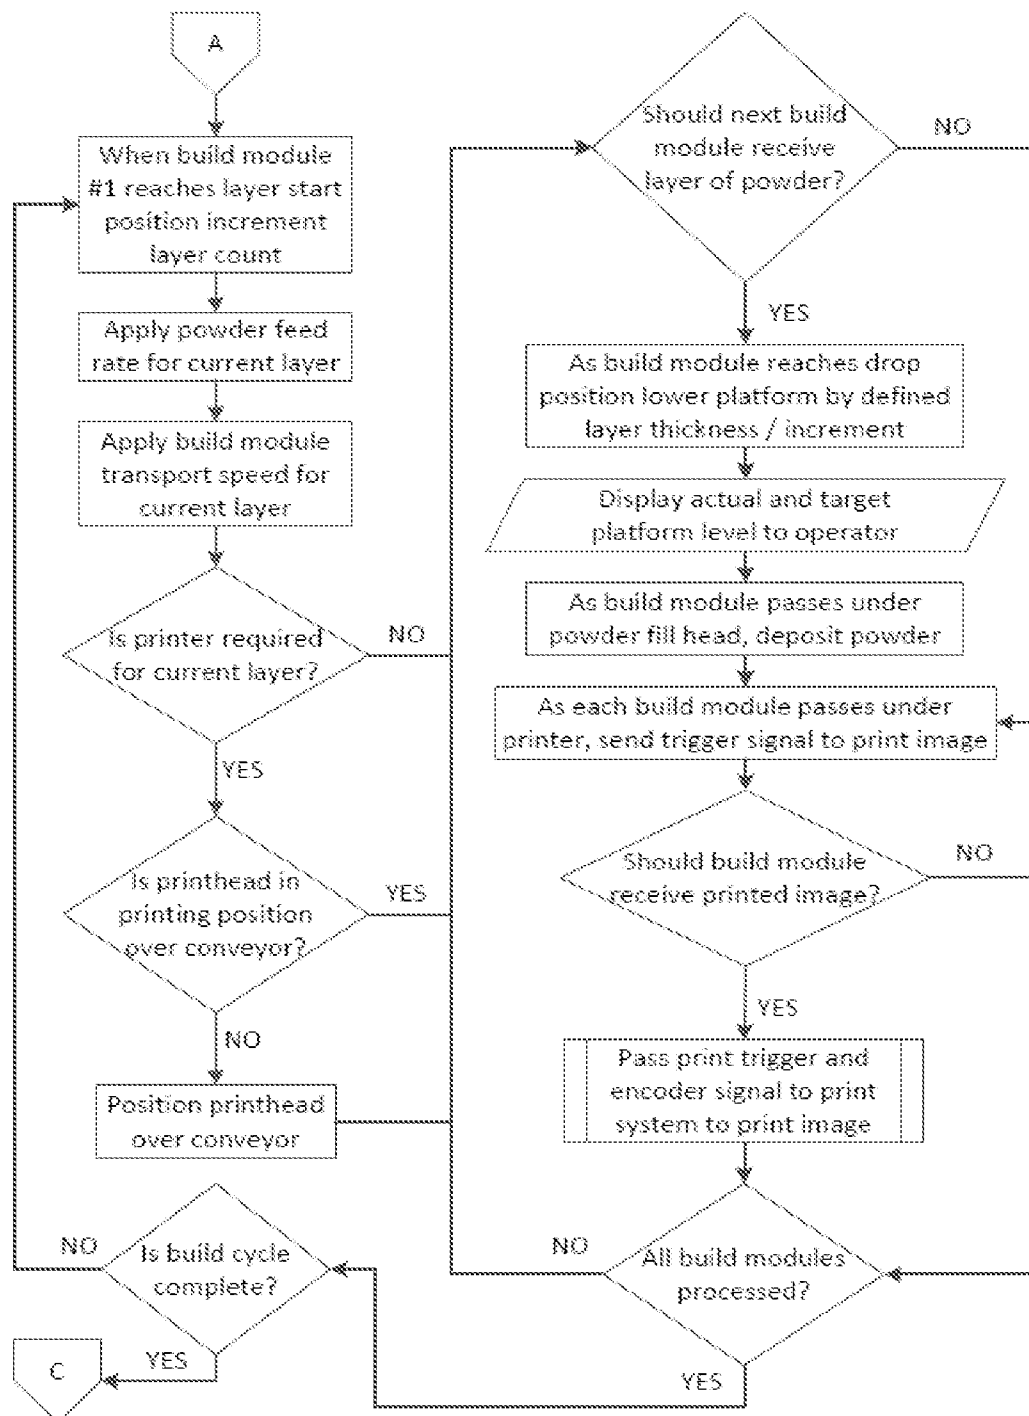 A
When build module
#1 reaches layer start
position increment
layer count
Apply powder feed
rate for current layer
Apply build module
transport speed for
current layer
Is printer required
for current layer?
NO
YES
Is printhead in
printing position
over conveyor?
YES
NO
Position printhead
over conveyor
Is build cycle
complete?
NO
YES
C
Should next build
module receive
layer of powder?
NO
YES
As build module reaches drop
position lower platform by defined
layer thickness / increment
Display actual and target
platform level to operator
As build module passes under
powder fill head, deposit powder
As each build module passes under
printer, send trigger signal to print image
Should build module
receive printed image?
NO
YES
Pass print trigger and
encoder signal to print
system to print image
All build modules
processed?
NO
YES